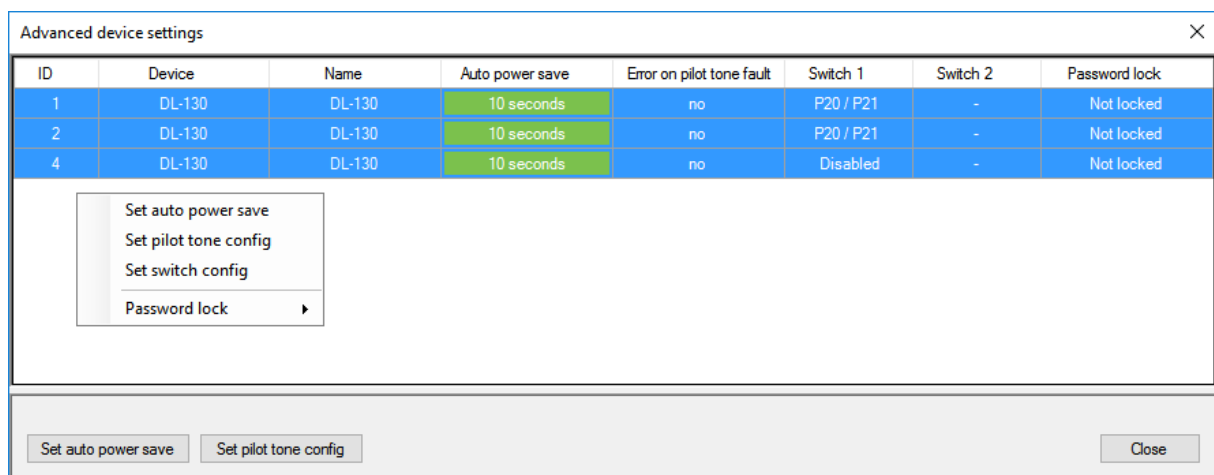 Advanced device settings
ID Device Name Auto power save Error on pilot tone fault Switch 1 Switch 2 Password lock
1 DL-130 DL-130 10 seconds no P20 / P21 - Not locked
2 DL-130 DL-130 10 seconds no P20 / P21 - Not locked
4 DL-130 DL-130 10 seconds no Disabled - Not locked
Set auto power save
Set pilot tone config
Set switch config
Password lock
Set auto power save Set pilot tone config Close